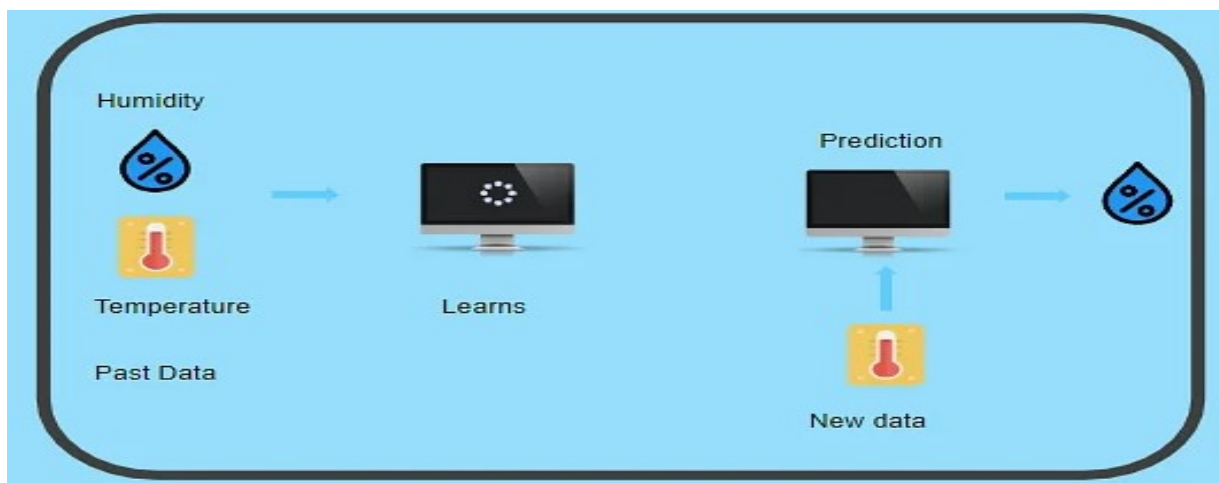 Humidity
Temperature
Past Data
Learns
Prediction
New data